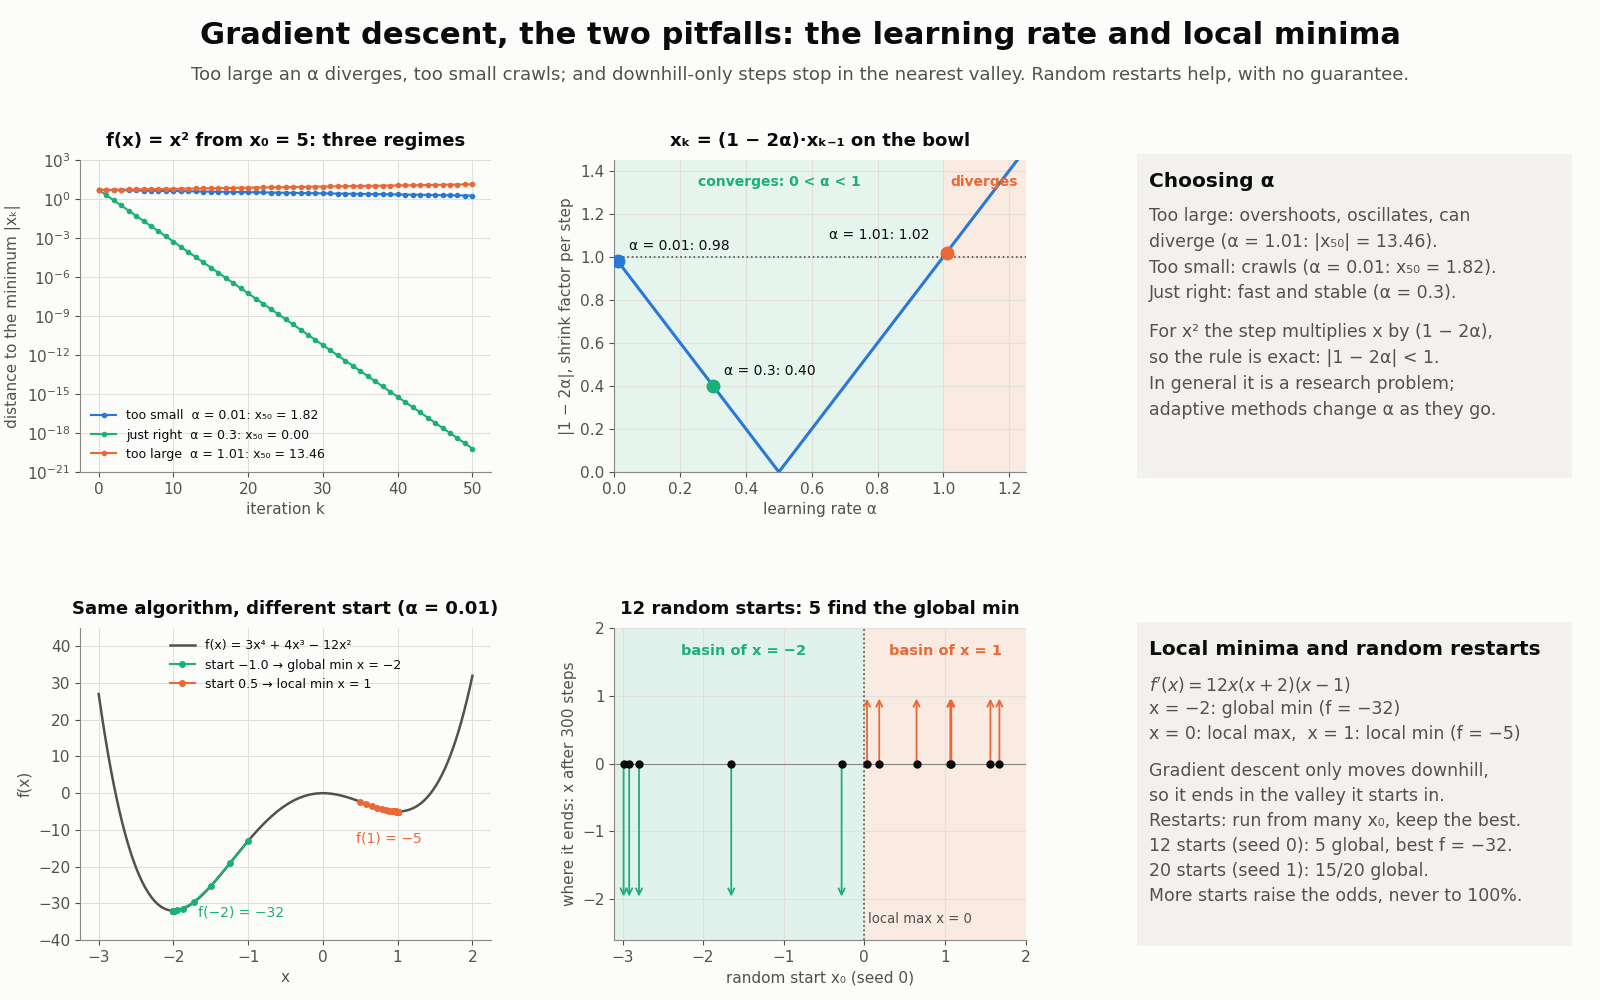 Gradient descent, the two pitfalls: the learning rate and local minima
Too large an α diverges, too small crawls; and downhill-only steps stop in the nearest valley. Random restarts help, with no guarantee.
f(x) = x² from x₀ = 5: three regimes
distance to the minimum |xₖ|
10³
10⁰
10⁻³
10⁻⁶
10⁻⁹
10⁻¹²
10⁻¹⁵
10⁻¹⁸
10⁻²¹
too small α = 0.01: x₅₀ = 1.82
just right α = 0.3: x₅₀ = 0.00
too large α = 1.01: x₅₀ = 13.46
0 10 20 30 40 50
iteration k
xₖ = (1 − 2α)·xₖ₋₁ on the bowl
|1 − 2α|, shrink factor per step
1.4
1.2
1.0
0.8
0.6
0.4
0.2
0.0
converges: 0 < α < 1
diverges
α = 0.01: 0.98
α = 1.01: 1.02
α = 0.3: 0.40
0.0 0.2 0.4 0.6 0.8 1.0 1.2
learning rate α
Choosing α
Too large: overshoots, oscillates, can
diverge (α = 1.01: |x₅₀| = 13.46).
Too small: crawls (α = 0.01: x₅₀ = 1.82).
Just right: fast and stable (α = 0.3).
For x² the step multiplies x by (1 − 2α),
so the rule is exact: |1 − 2α| < 1.
In general it is a research problem;
adaptive methods change α as they go.
Same algorithm, different start (α = 0.01)
f(x)
40
30
20
10
0
−10
−20
−30
−40
f(x) = 3x⁴ + 4x³ − 12x²
start −1.0 → global min x = −2
start 0.5 → local min x = 1
f(1) = −5
f(−2) = −32
−3 −2 −1 0 1 2
x
12 random starts: 5 find the global min
where it ends: x after 300 steps
2
1
0
−1
−2
basin of x = −2
basin of x = 1
local max x = 0
−3 −2 −1 0 1 2
random start x₀ (seed 0)
Local minima and random restarts
f′(x) = 12x(x + 2)(x − 1)
x = −2: global min (f = −32)
x = 0: local max, x = 1: local min (f = −5)
Gradient descent only moves downhill,
so it ends in the valley it starts in.
Restarts: run from many x₀, keep the best.
12 starts (seed 0): 5 global, best f = −32.
20 starts (seed 1): 15/20 global.
More starts raise the odds, never to 100%.